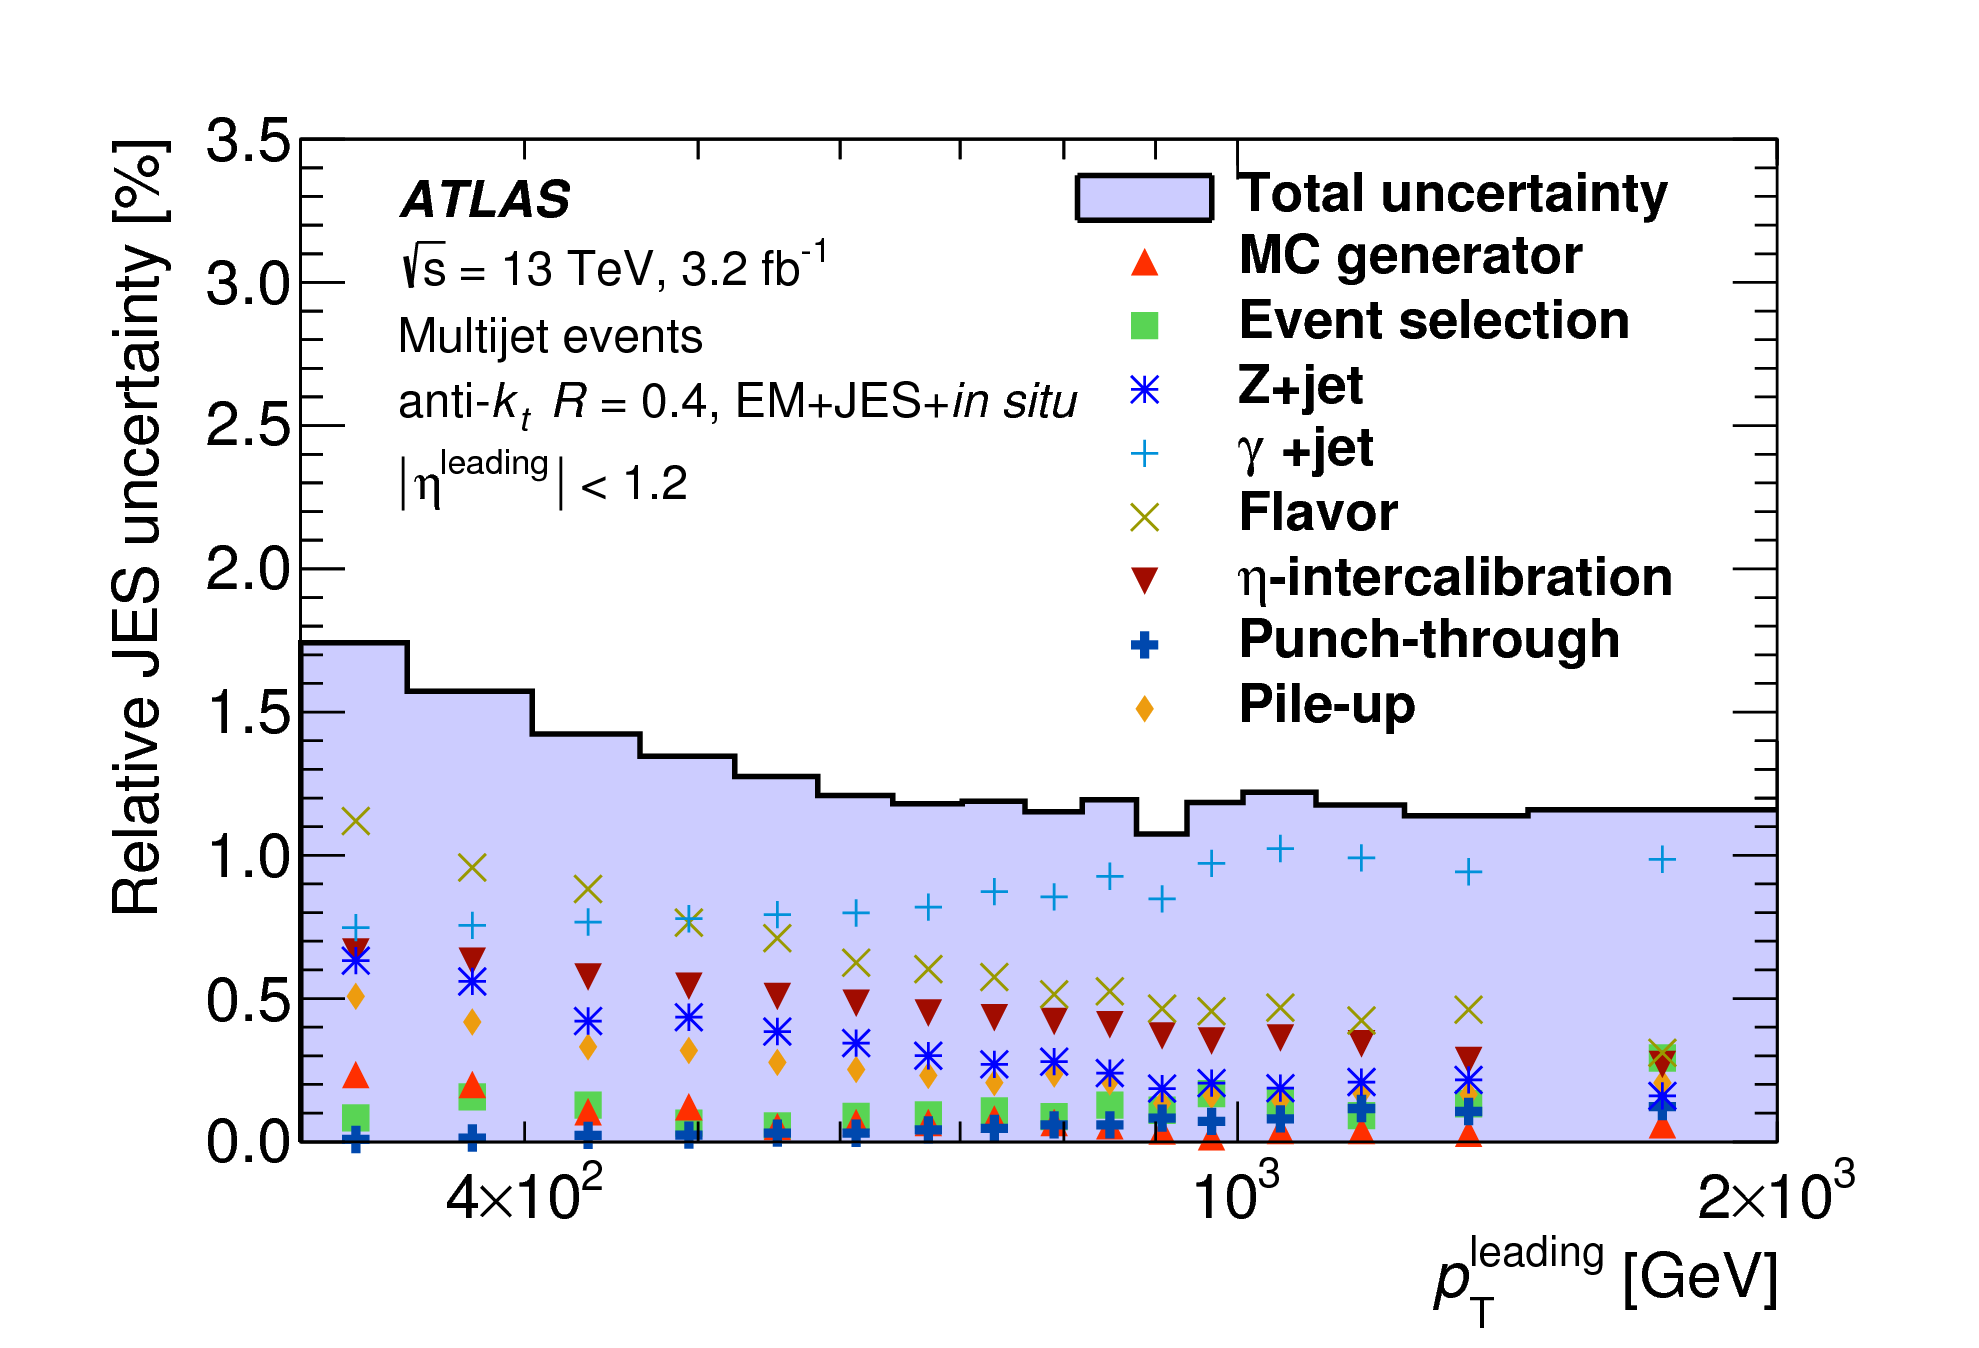 Relative JES uncertainty [%]
3.5
3.0
2.5
2.0
1.5
1.0
0.5
0.0
ATLAS
√s = 13 TeV, 3.2 fb⁻¹
Multijet events
anti-kₜ R = 0.4, EM+JES+in situ
|η^leading| < 1.2
Total uncertainty
MC generator
Event selection
Z+jet
γ +jet
Flavor
η-intercalibration
Punch-through
Pile-up
4×10²
10³
2×10³
p_T^leading [GeV]